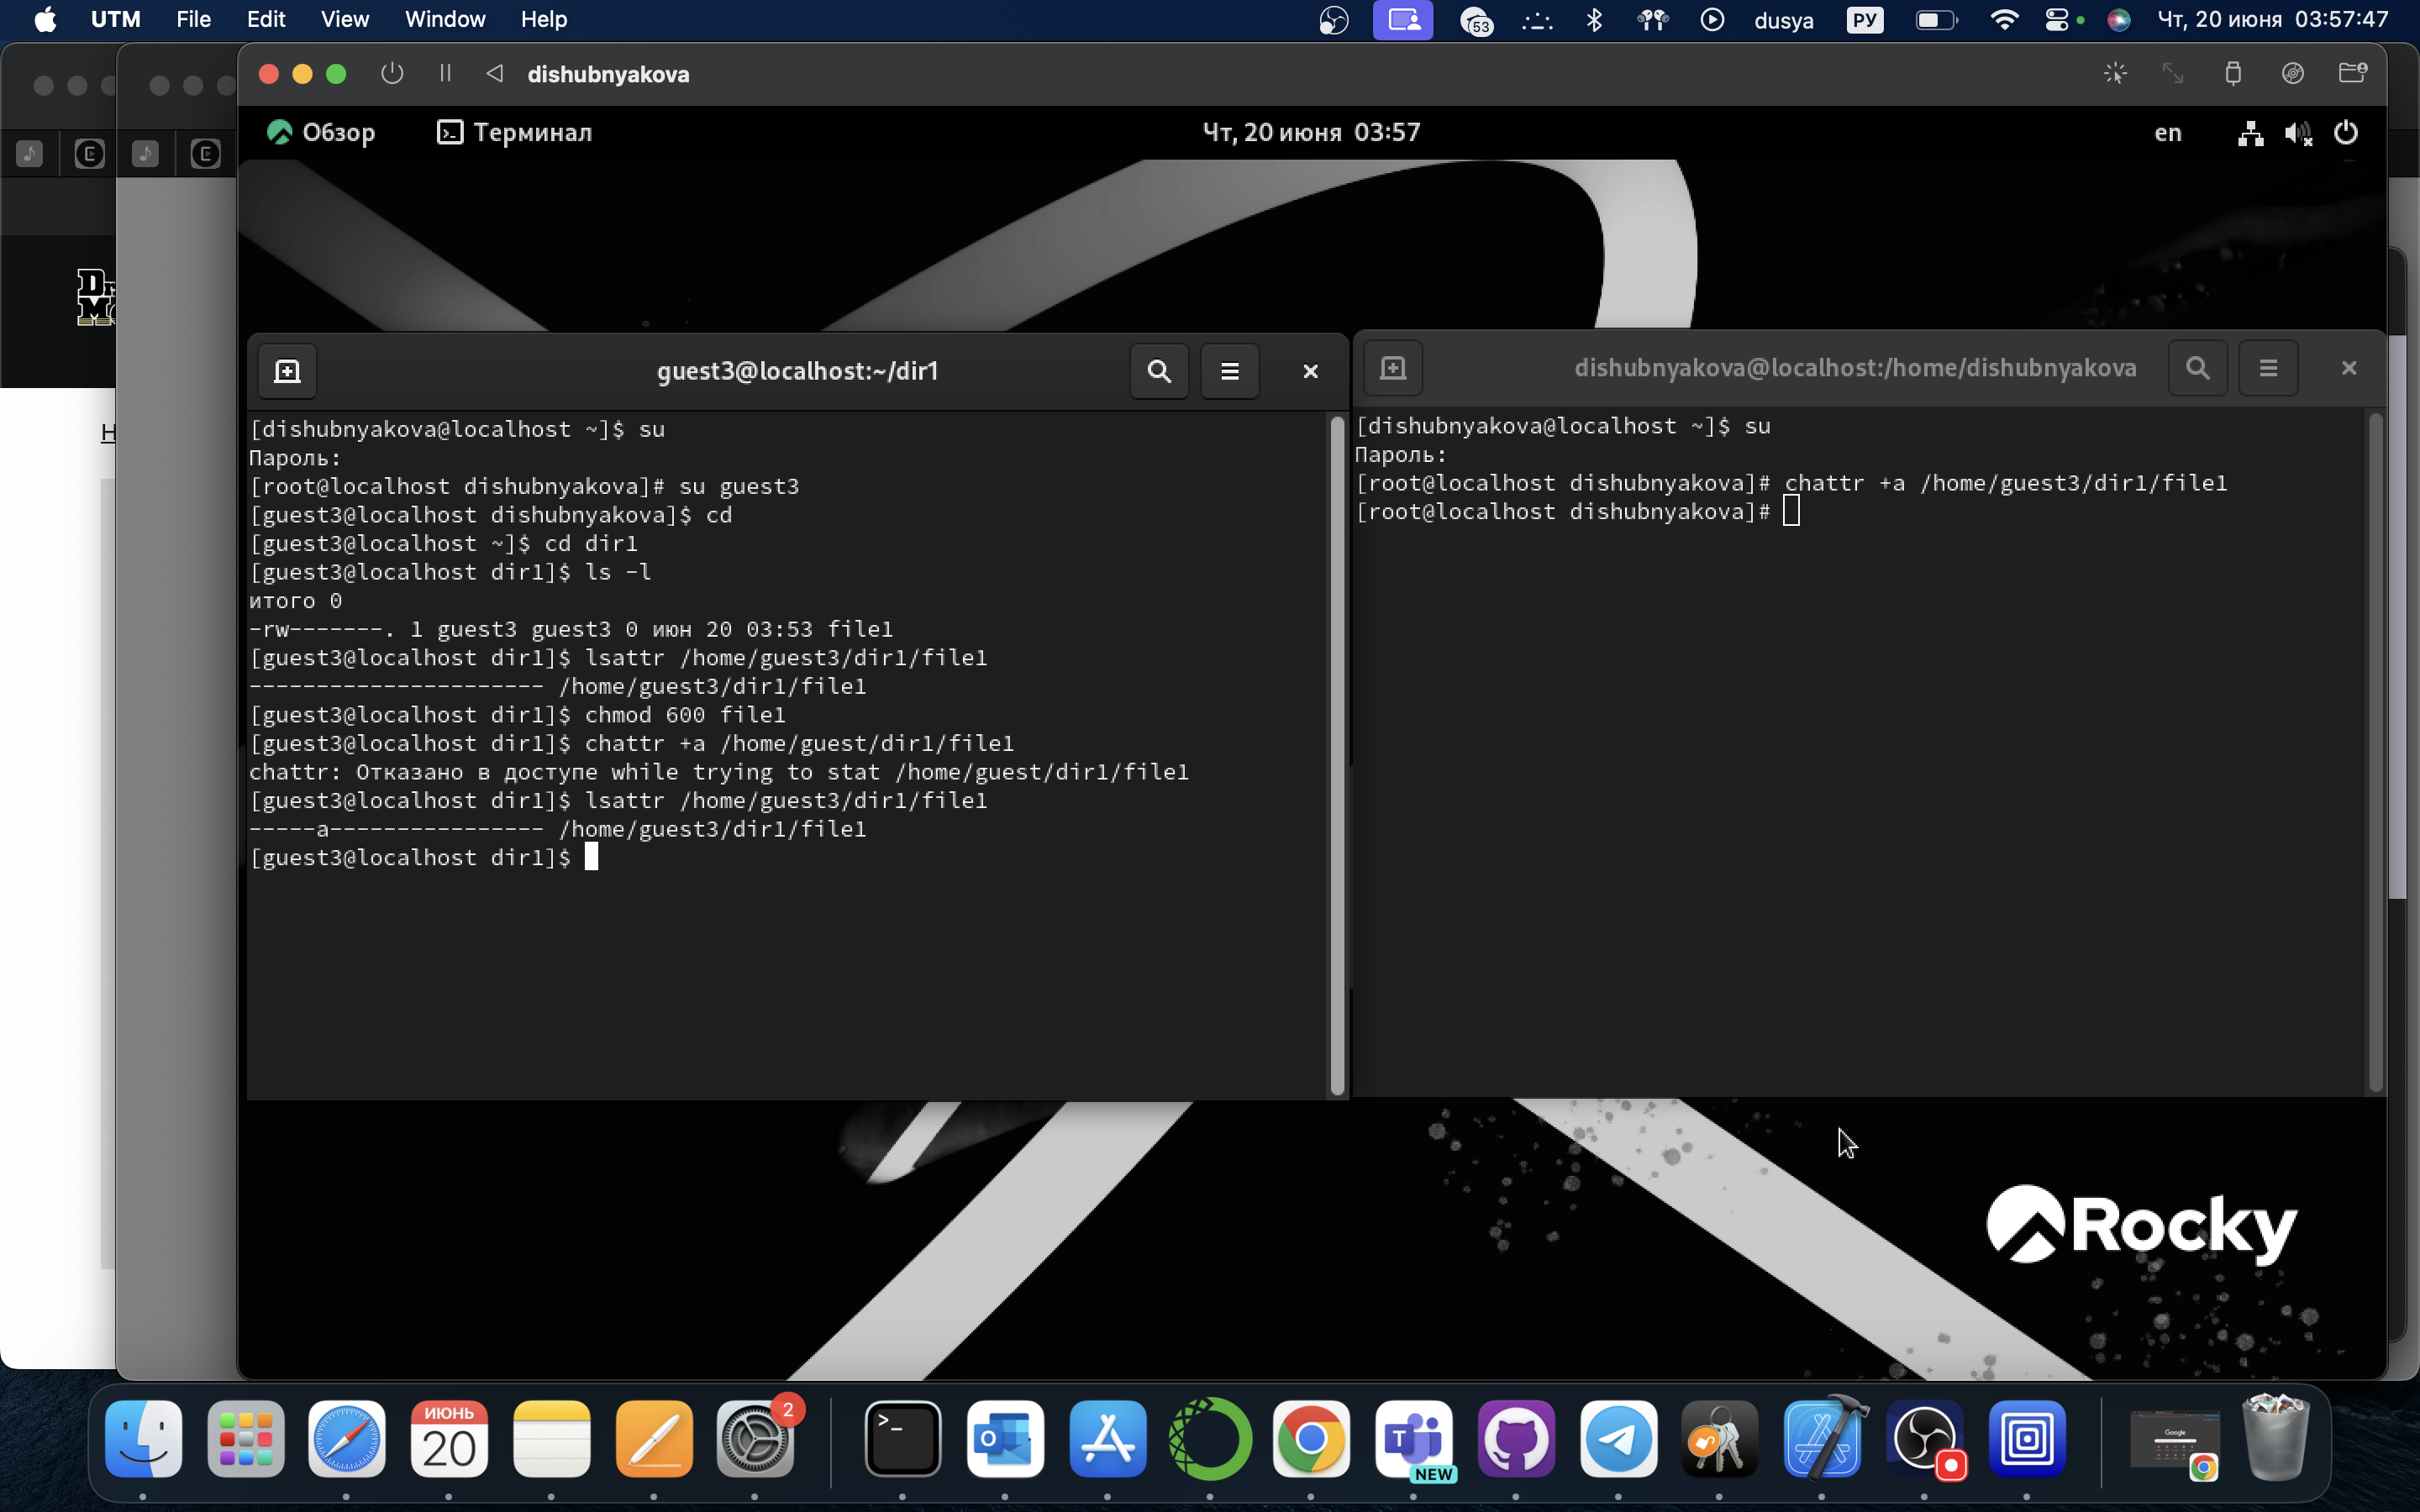 UTM File Edit View Window Help
53
dusya РУ Чт, 20 июня 03:57:47
dishubnyakova
Обзор Терминал Чт, 20 июня 03:57 en
guest3@localhost:~/dir1
[dishubnyakova@localhost ~]$ su
Пароль:
[root@localhost dishubnyakova]# su guest3
[guest3@localhost dishubnyakova]$ cd
[guest3@localhost ~]$ cd dir1
[guest3@localhost dir1]$ ls -l
итого 0
-rw-------. 1 guest3 guest3 0 июн 20 03:53 file1
[guest3@localhost dir1]$ lsattr /home/guest3/dir1/file1
---------------------- /home/guest3/dir1/file1
[guest3@localhost dir1]$ chmod 600 file1
[guest3@localhost dir1]$ chattr +a /home/guest/dir1/file1
chattr: Отказано в доступе while trying to stat /home/guest/dir1/file1
[guest3@localhost dir1]$ lsattr /home/guest3/dir1/file1
-----a---------------- /home/guest3/dir1/file1
[guest3@localhost dir1]$
dishubnyakova@localhost:/home/dishubnyakova
[dishubnyakova@localhost ~]$ su
Пароль:
[root@localhost dishubnyakova]# chattr +a /home/guest3/dir1/file1
[root@localhost dishubnyakova]#
Rocky
ИЮНЬ
20
2
NEW
Google